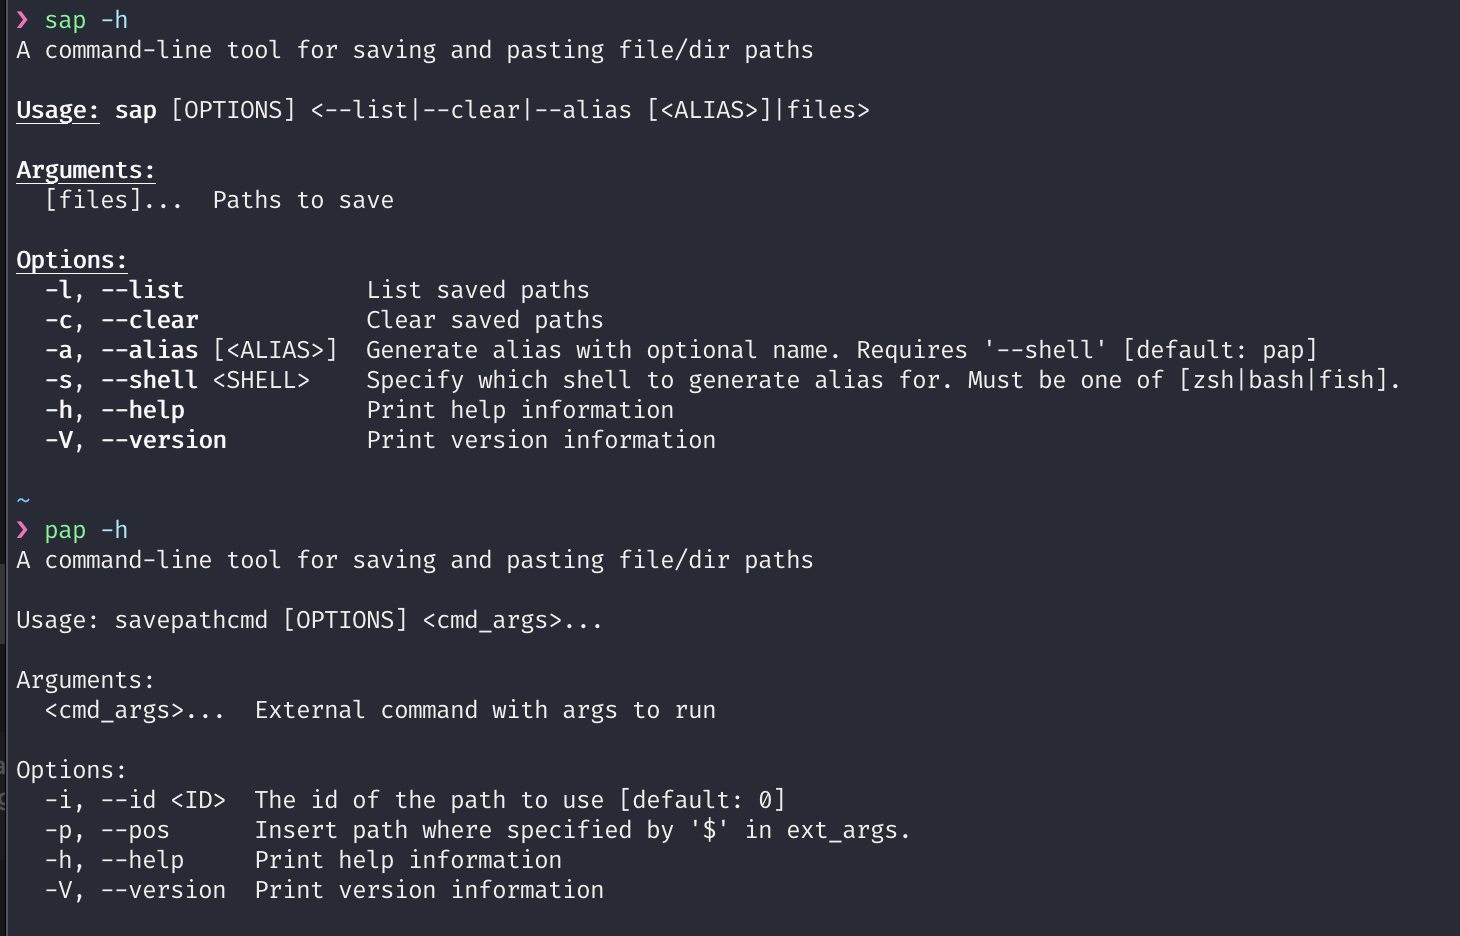 ❯ sap -h
A command-line tool for saving and pasting file/dir paths
Usage: sap [OPTIONS] <--list|--clear|--alias [<ALIAS>]|files>
Arguments:
  [files]...  Paths to save
Options:
  -l, --list             List saved paths
  -c, --clear            Clear saved paths
  -a, --alias [<ALIAS>]  Generate alias with optional name. Requires '--shell' [default: pap]
  -s, --shell <SHELL>    Specify which shell to generate alias for. Must be one of [zsh|bash|fish].
  -h, --help             Print help information
  -V, --version          Print version information
~
❯ pap -h
A command-line tool for saving and pasting file/dir paths
Usage: savepathcmd [OPTIONS] <cmd_args>...
Arguments:
  <cmd_args>...  External command with args to run
Options:
  -i, --id <ID>  The id of the path to use [default: 0]
  -p, --pos      Insert path where specified by '$' in ext_args.
  -h, --help     Print help information
  -V, --version  Print version information